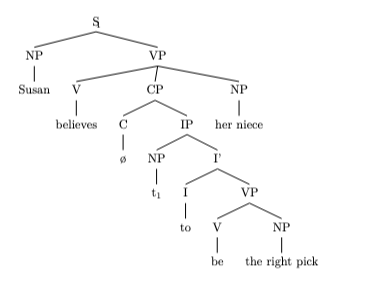 S
NP VP
Susan V CP NP
believes C IP her niece
ø NP I'
t₁ I VP
to V NP
be the right pick